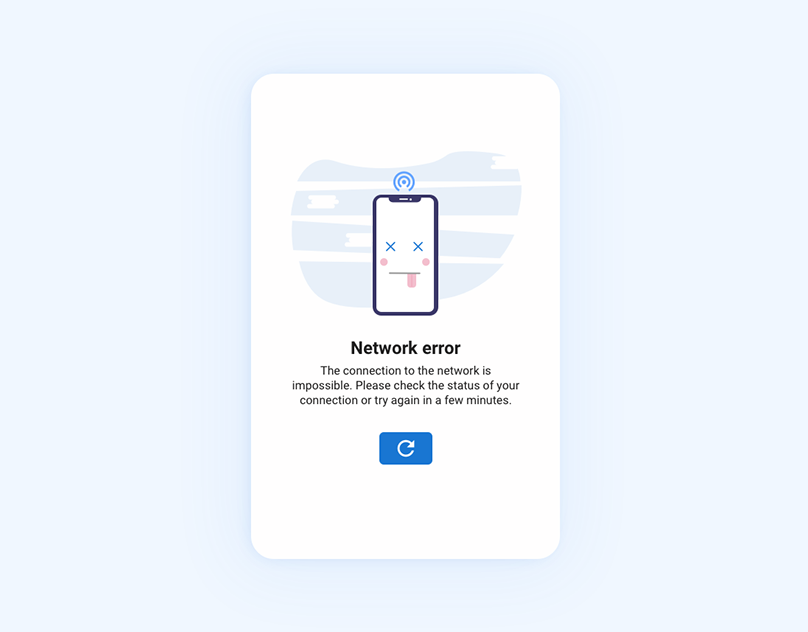 Network error
The connection to the network is
impossible. Please check the status of your
connection or try again in a few minutes.